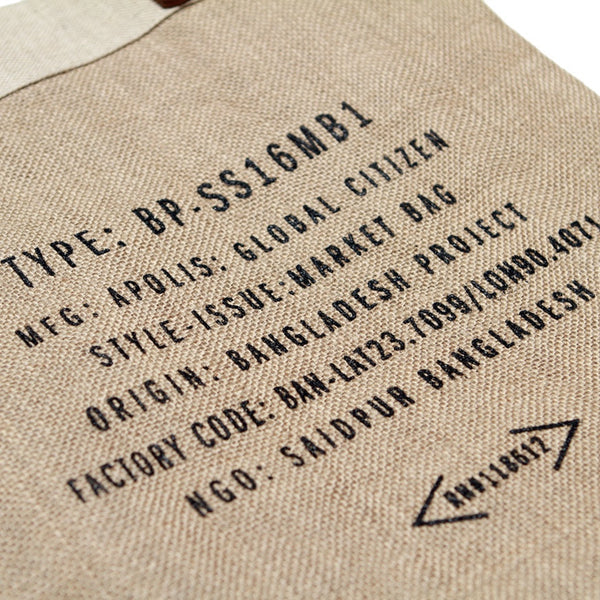 TYPE: BP-SS16MB1
MFG: APOLIS: GLOBAL CITIZEN
STYLE-ISSUE:MARKET BAG
ORIGIN: BANGLADESH PROJECT
FACTORY CODE: BAN-LAT23.7099/LON90.4071
NGO: SAIDPUR BANGLADESH
RN#118612